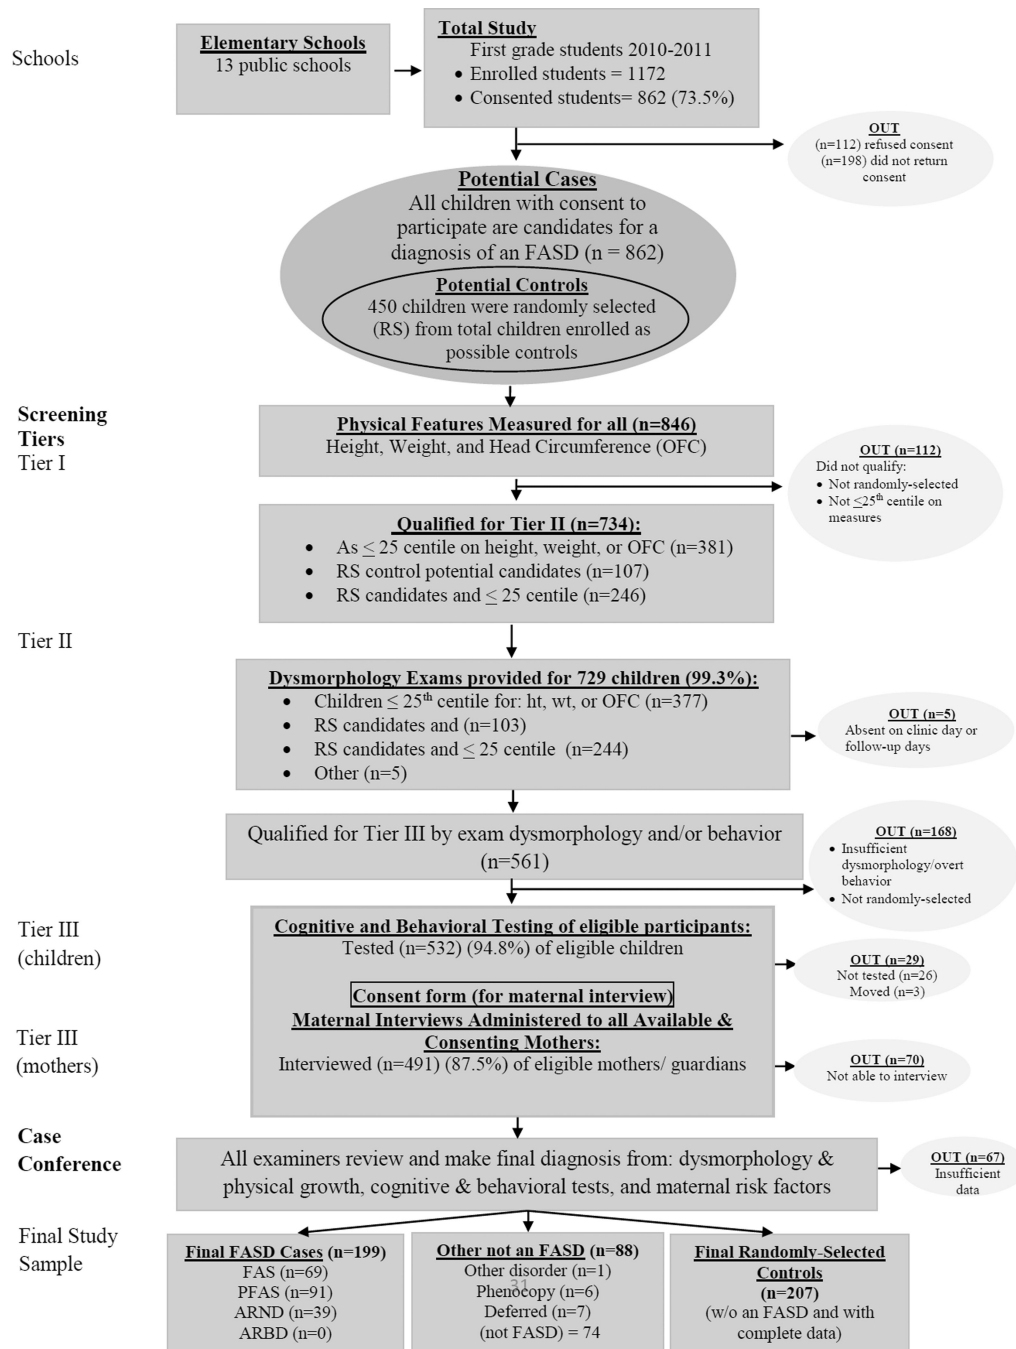 Schools
Elementary Schools
13 public schools
Total Study
First grade students 2010-2011
• Enrolled students = 1172
• Consented students= 862 (73.5%)
OUT
(n=112) refused consent
(n=198) did not return
consent
Potential Cases
All children with consent to
participate are candidates for a
diagnosis of an FASD (n = 862)
Potential Controls
450 children were randomly selected
(RS) from total children enrolled as
possible controls
Screening
Tiers
Tier I
Physical Features Measured for all (n=846)
Height, Weight, and Head Circumference (OFC)
OUT (n=112)
Did not qualify:
• Not randomly-selected
• Not ≤25th centile on
measures
Qualified for Tier II (n=734):
• As ≤ 25 centile on height, weight, or OFC (n=381)
• RS control potential candidates (n=107)
• RS candidates and ≤ 25 centile (n=246)
Tier II
Dysmorphology Exams provided for 729 children (99.3%):
• Children ≤ 25th centile for: ht, wt, or OFC (n=377)
• RS candidates and (n=103)
• RS candidates and ≤ 25 centile (n=244)
• Other (n=5)
OUT (n=5)
Absent on clinic day or
follow-up days
Qualified for Tier III by exam dysmorphology and/or behavior
(n=561)
OUT (n=168)
• Insufficient
dysmorphology/overt
behavior
• Not randomly-selected
Tier III
(children)
Cognitive and Behavioral Testing of eligible participants:
Tested (n=532) (94.8%) of eligible children
OUT (n=29)
Not tested (n=26)
Moved (n=3)
Consent form (for maternal interview)
Tier III
(mothers)
Maternal Interviews Administered to all Available &
Consenting Mothers:
Interviewed (n=491) (87.5%) of eligible mothers/ guardians
OUT (n=70)
Not able to interview
Case
Conference
All examiners review and make final diagnosis from: dysmorphology &
physical growth, cognitive & behavioral tests, and maternal risk factors
OUT (n=67)
Insufficient
data
Final Study
Sample
Final FASD Cases (n=199)
FAS (n=69)
PFAS (n=91)
ARND (n=39)
ARBD (n=0)
Other not an FASD (n=88)
Other disorder (n=1)
31
Phenocopy (n=6)
Deferred (n=7)
(not FASD) = 74
Final Randomly-Selected
Controls
(n=207)
(w/o an FASD and with
complete data)